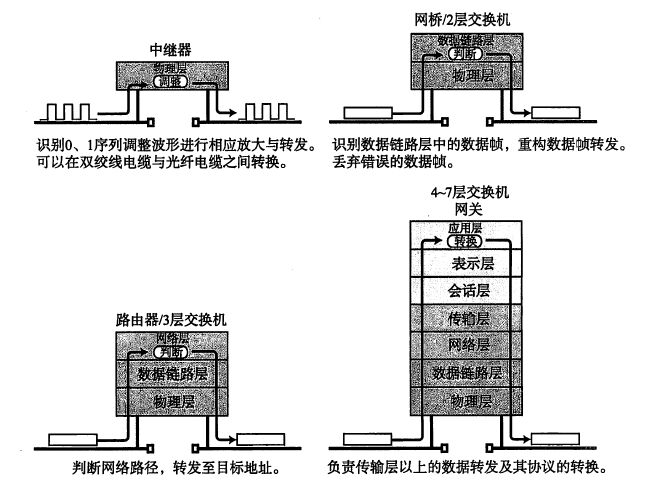 中继器
物理层
调整
识别0、1序列调整波形进行相应放大与转发。
可以在双绞线电缆与光纤电缆之间转换。
网桥/2层交换机
数据链路层
判断
物理层
识别数据链路层中的数据帧，重构数据帧转发。
丢弃错误的数据帧。
路由器/3层交换机
网络层
判断
数据链路层
物理层
判断网络路径，转发至目标地址。
4~7层交换机
网关
应用层
转换
表示层
会话层
传输层
网络层
数据链路层
物理层
负责传输层以上的数据转发及其协议的转换。